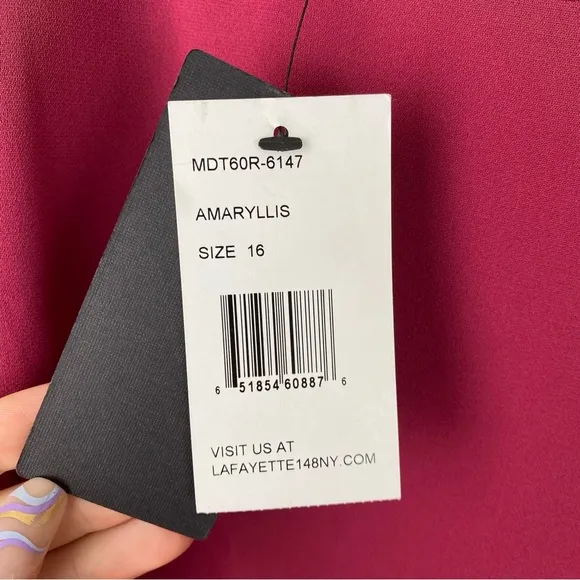 MDT60R-6147
AMARYLLIS
SIZE 16
6 51854 60887 6
VISIT US AT
LAFAYETTE148NY.COM